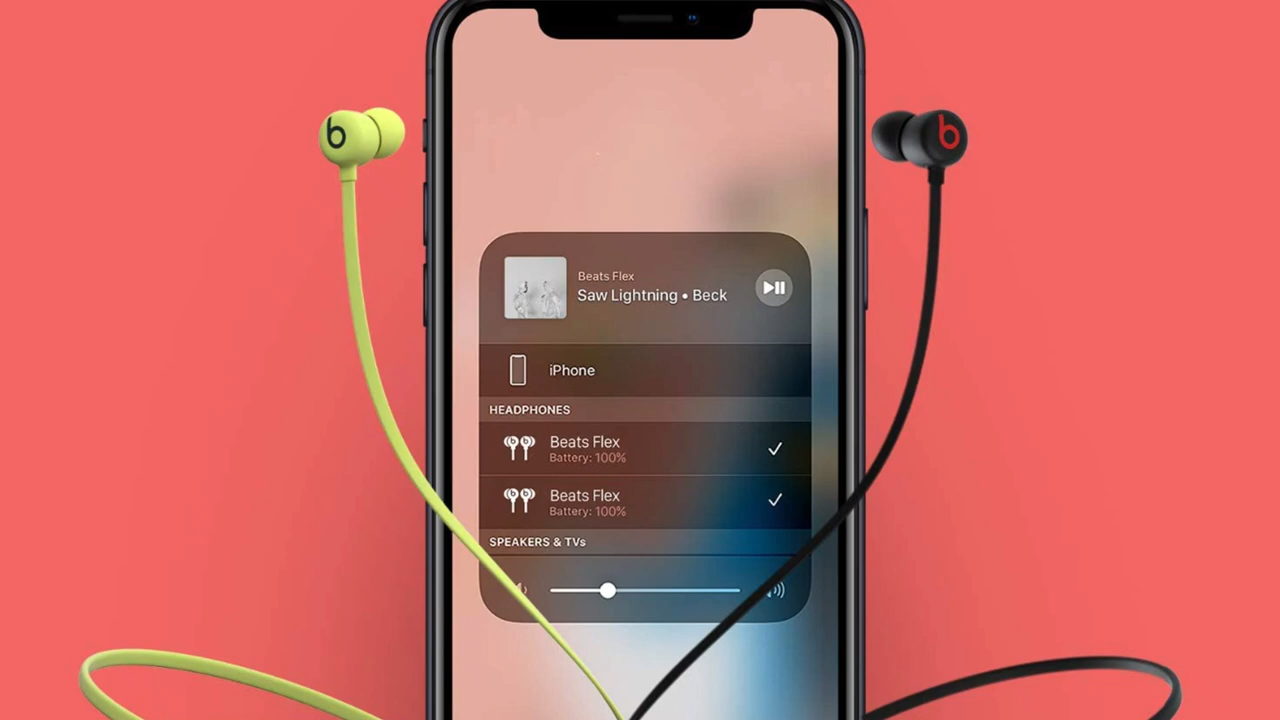 b
b
Beats Flex
Saw Lightning • Beck
iPhone
HEADPHONES
Beats Flex
Battery: 100%
Beats Flex
Battery: 100%
SPEAKERS & TVs